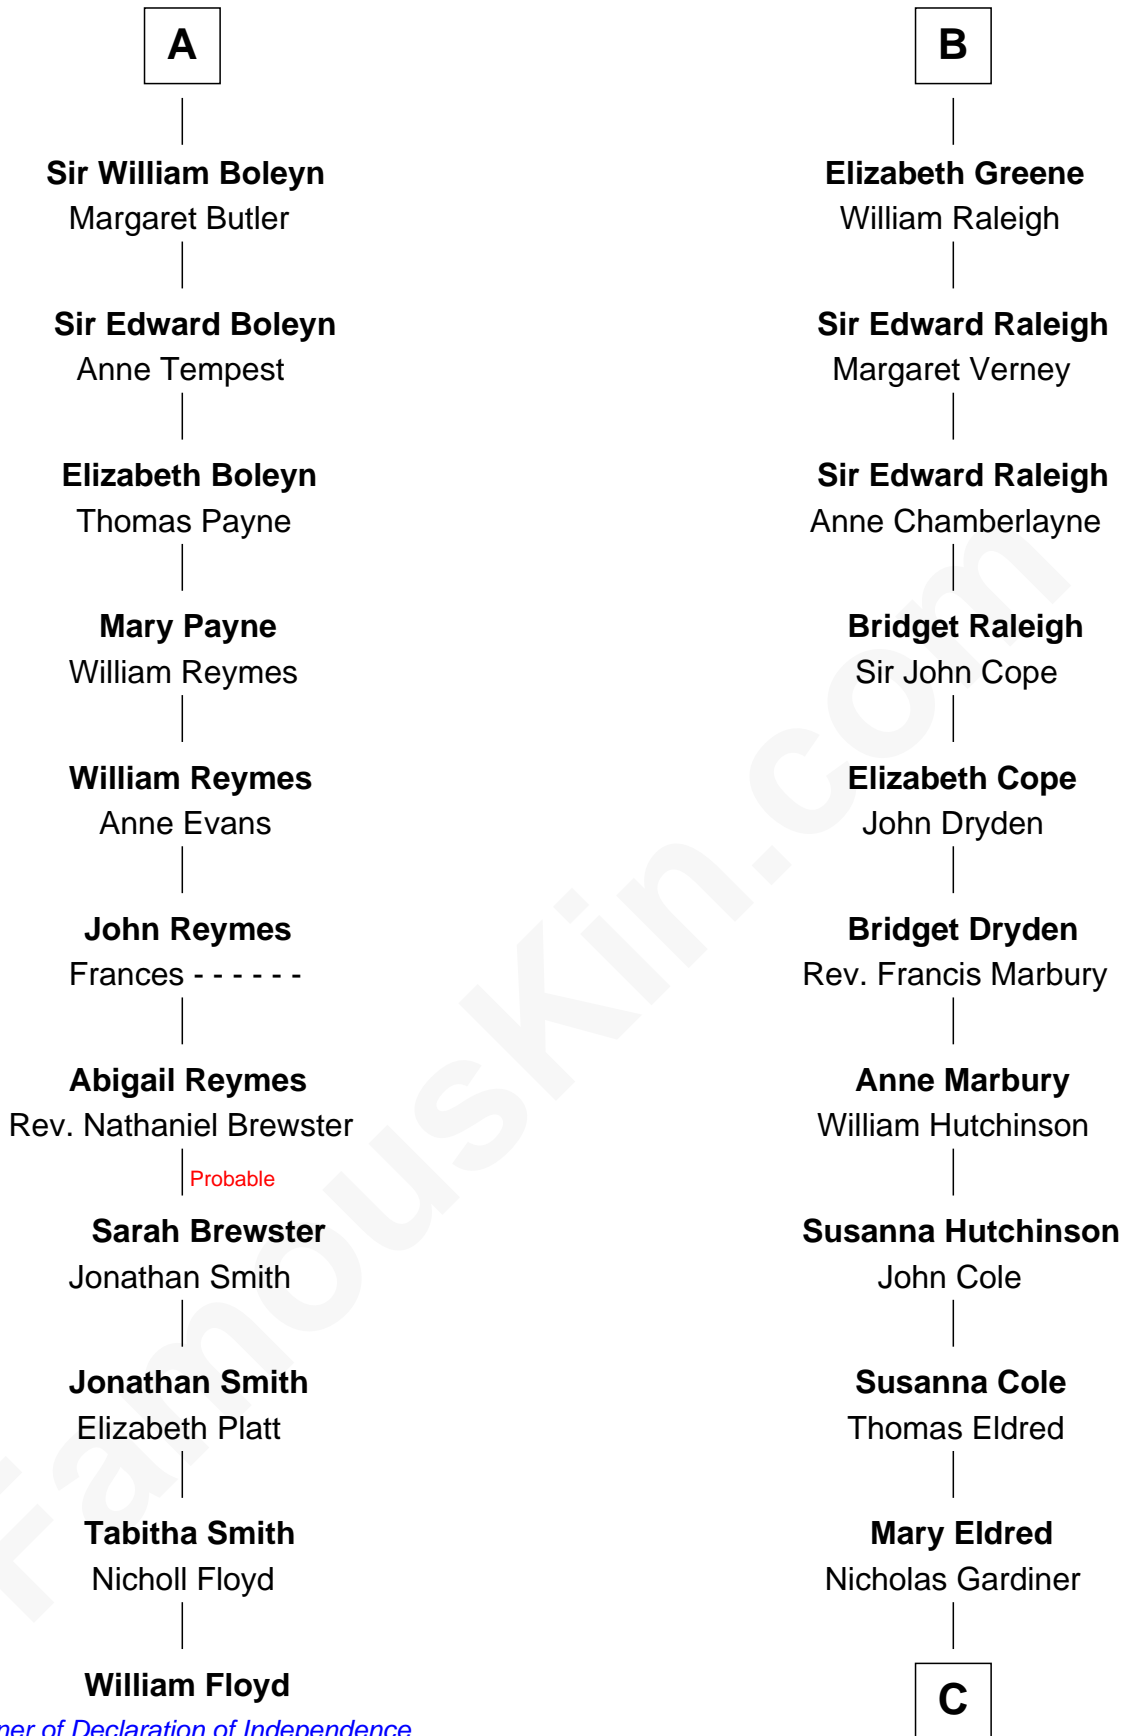 A
Sir William Boleyn
Margaret Butler
Sir Edward Boleyn
Anne Tempest
Elizabeth Boleyn
Thomas Payne
Mary Payne
William Reymes
William Reymes
Anne Evans
John Reymes
Frances - - - - - -
Abigail Reymes
Rev. Nathaniel Brewster
Probable
Sarah Brewster
Jonathan Smith
Jonathan Smith
Elizabeth Platt
Tabitha Smith
Nicholl Floyd
William Floyd
ner of Declaration of Independence
B
Elizabeth Greene
William Raleigh
Sir Edward Raleigh
Margaret Verney
Sir Edward Raleigh
Anne Chamberlayne
Bridget Raleigh
Sir John Cope
Elizabeth Cope
John Dryden
Bridget Dryden
Rev. Francis Marbury
Anne Marbury
William Hutchinson
Susanna Hutchinson
John Cole
Susanna Cole
Thomas Eldred
Mary Eldred
Nicholas Gardiner
C
FamousKin.com